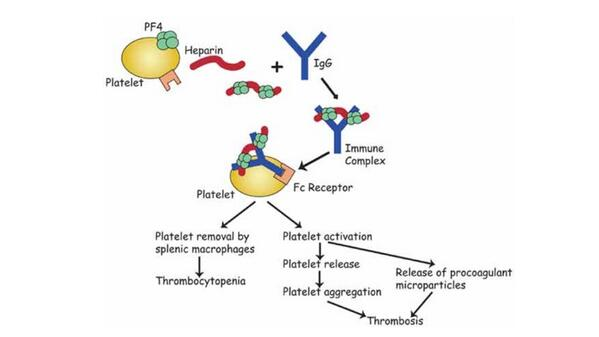 PF4
Heparin
Platelet
+
IgG
Immune
Complex
Fc Receptor
Platelet
Platelet removal by
splenic macrophages
Thrombocytopenia
Platelet activation
Platelet release
Platelet aggregation
Release of procoagulant
microparticles
Thrombosis